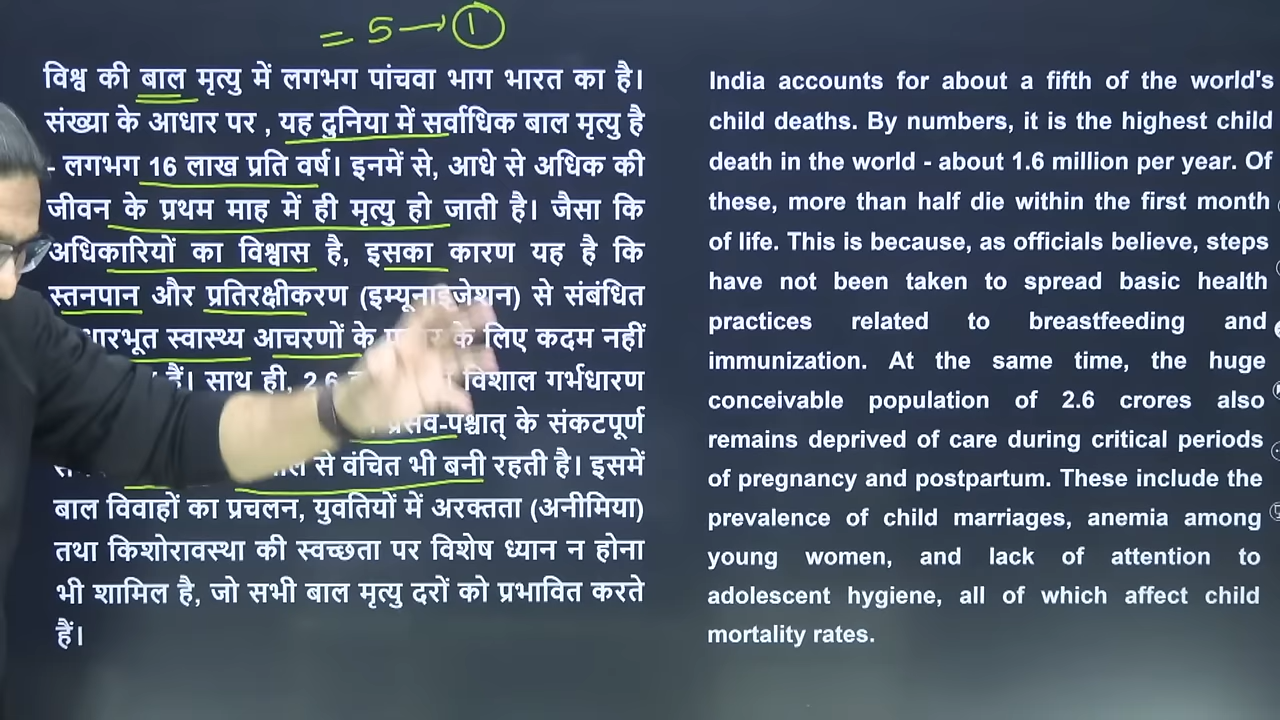 = 5 → 1
विश्व की बाल मृत्यु में लगभग पांचवा भाग भारत का है।
संख्या के आधार पर , यह दुनिया में सर्वाधिक बाल मृत्यु है
- लगभग 16 लाख प्रति वर्ष। इनमें से, आधे से अधिक की
जीवन के प्रथम माह में ही मृत्यु हो जाती है। जैसा कि
अधिकारियों का विश्वास है, इसका कारण यह है कि
स्तनपान और प्रतिरक्षीकरण (इम्यूनाइजेशन) से संबंधित
स्वास्थ्य आचरणों के के लिए कदम नहीं
हैं। साथ ही, 2.6 विशाल गर्भधारण
प्रसव-पश्चात् के संकटपूर्ण
से वंचित भी बनी रहती है। इसमें
बाल विवाहों का प्रचलन, युवतियों में अरक्तता (अनीमिया)
तथा किशोरावस्था की स्वच्छता पर विशेष ध्यान न होना
भी शामिल है, जो सभी बाल मृत्यु दरों को प्रभावित करते
हैं।
India accounts for about a fifth of the world's
child deaths. By numbers, it is the highest child
death in the world - about 1.6 million per year. Of
these, more than half die within the first month
of life. This is because, as officials believe, steps
have not been taken to spread basic health
practices related to breastfeeding and
immunization. At the same time, the huge
conceivable population of 2.6 crores also
remains deprived of care during critical periods
of pregnancy and postpartum. These include the
prevalence of child marriages, anemia among
young women, and lack of attention to
adolescent hygiene, all of which affect child
mortality rates.